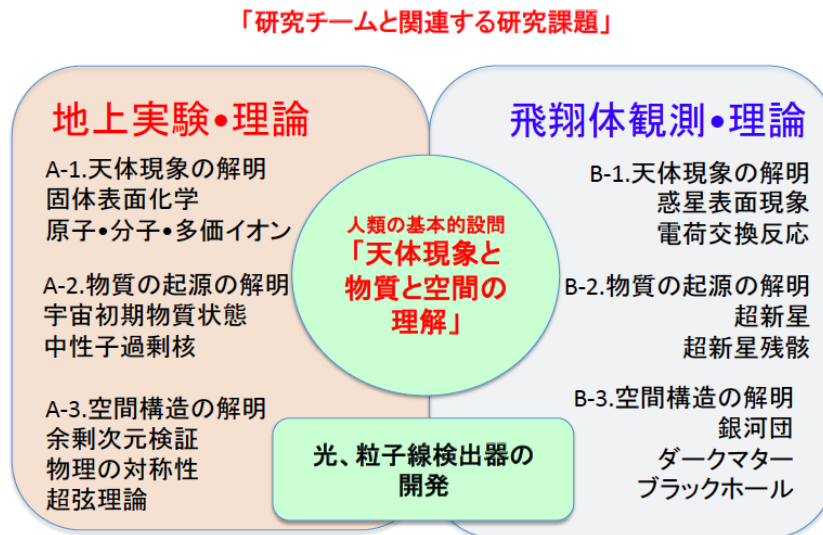 「研究チームと関連する研究課題」
地上実験•理論
A-1.天体現象の解明
固体表面化学
原子•分子•多価イオン
A-2.物質の起源の解明
宇宙初期物質状態
中性子過剰核
A-3.空間構造の解明
余剰次元検証
物理の対称性
超弦理論
人類の基本的設問
「天体現象と
物質と空間の
理解」
光、粒子線検出器の
開発
飛翔体観測•理論
B-1.天体現象の解明
惑星表面現象
電荷交換反応
B-2.物質の起源の解明
超新星
超新星残骸
B-3.空間構造の解明
銀河団
ダークマター
ブラックホール